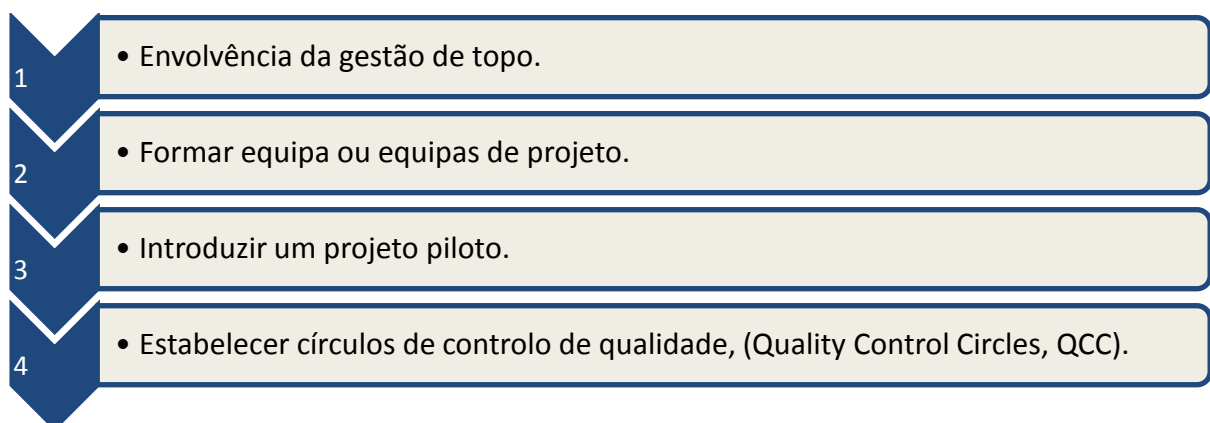 1 • Envolvência da gestão de topo.
2 • Formar equipa ou equipas de projeto.
3 • Introduzir um projeto piloto.
4 • Estabelecer círculos de controlo de qualidade, (Quality Control Circles, QCC).